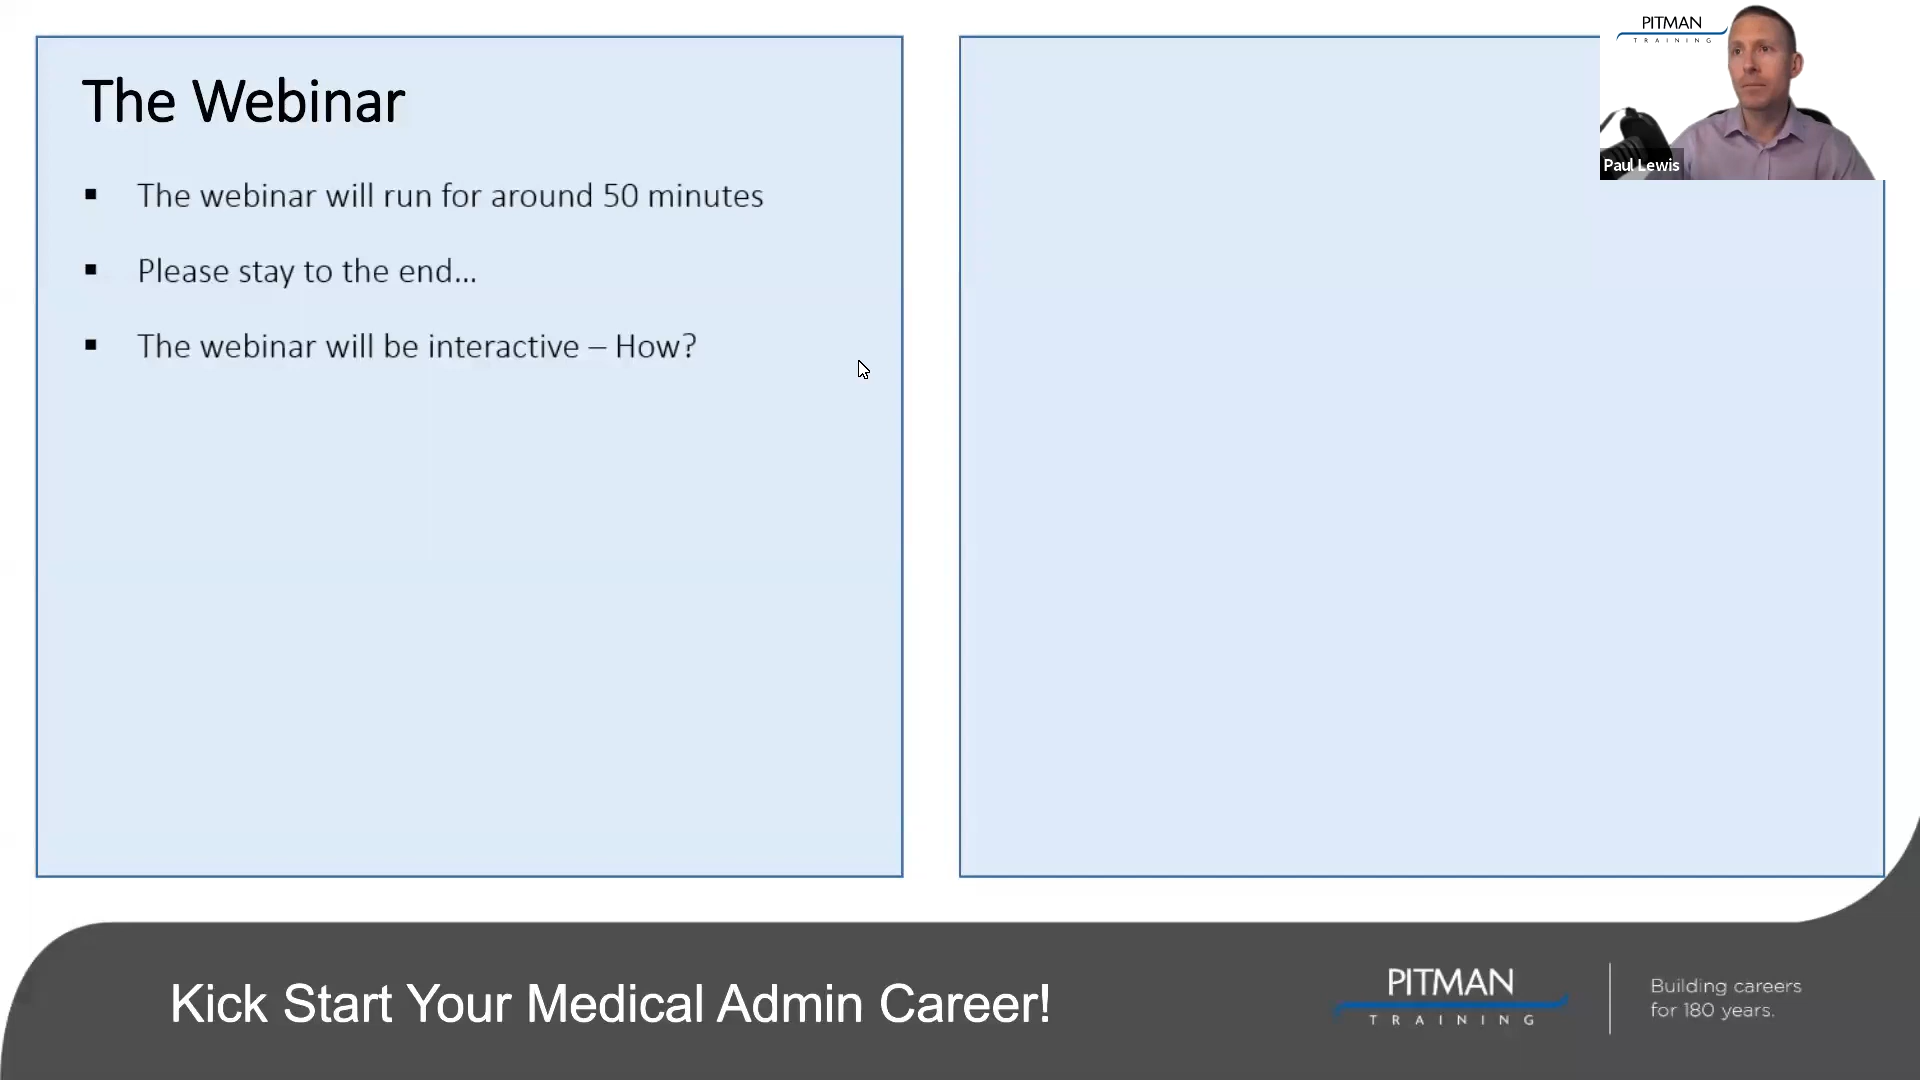 The Webinar
▪ The webinar will run for around 50 minutes
▪ Please stay to the end...
▪ The webinar will be interactive – How?
PITMAN
TRAINING
Paul Lewis
Kick Start Your Medical Admin Career!
PITMAN
TRAINING
Building careers
for 180 years.